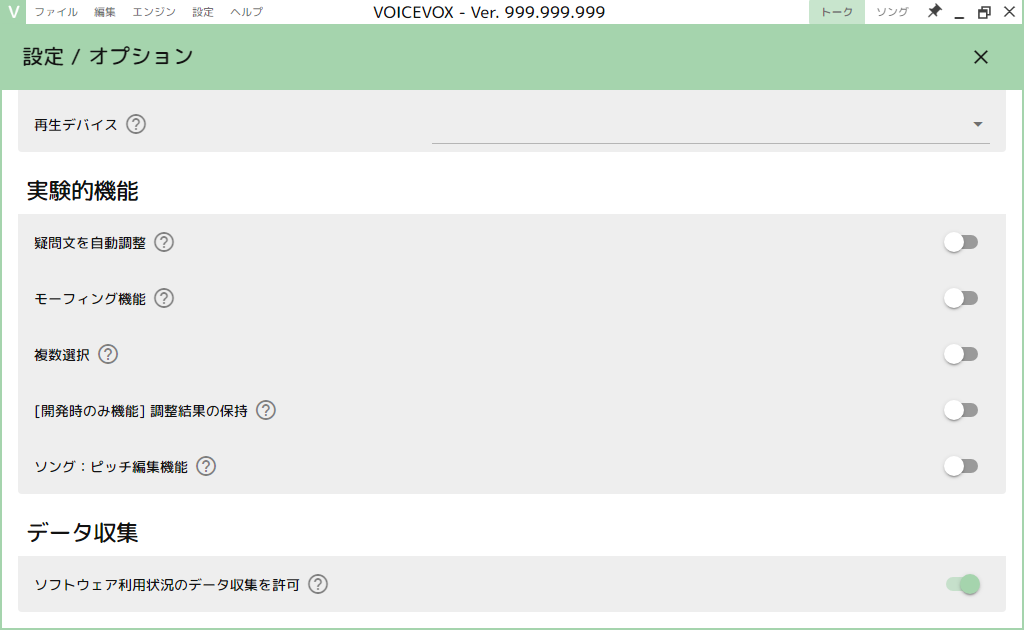 V ファイル 編集 エンジン 設定 ヘルプ VOICEVOX - Ver. 999.999.999 トーク ソング
設定 / オプション
再生デバイス ?
実験的機能
疑問文を自動調整 ?
モーフィング機能 ?
複数選択 ?
[開発時のみ機能] 調整結果の保持 ?
ソング：ピッチ編集機能 ?
データ収集
ソフトウェア利用状況のデータ収集を許可 ?